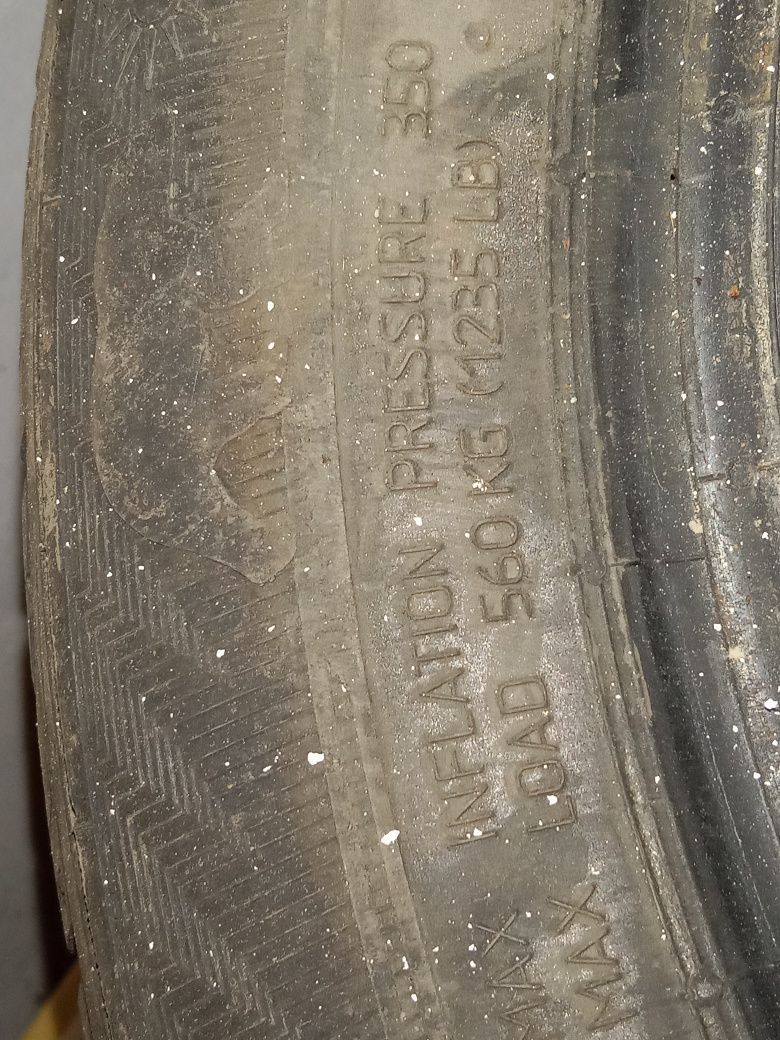 MAX INFLATION PRESSURE 350
MAX LOAD 560 KG (1235 LB)